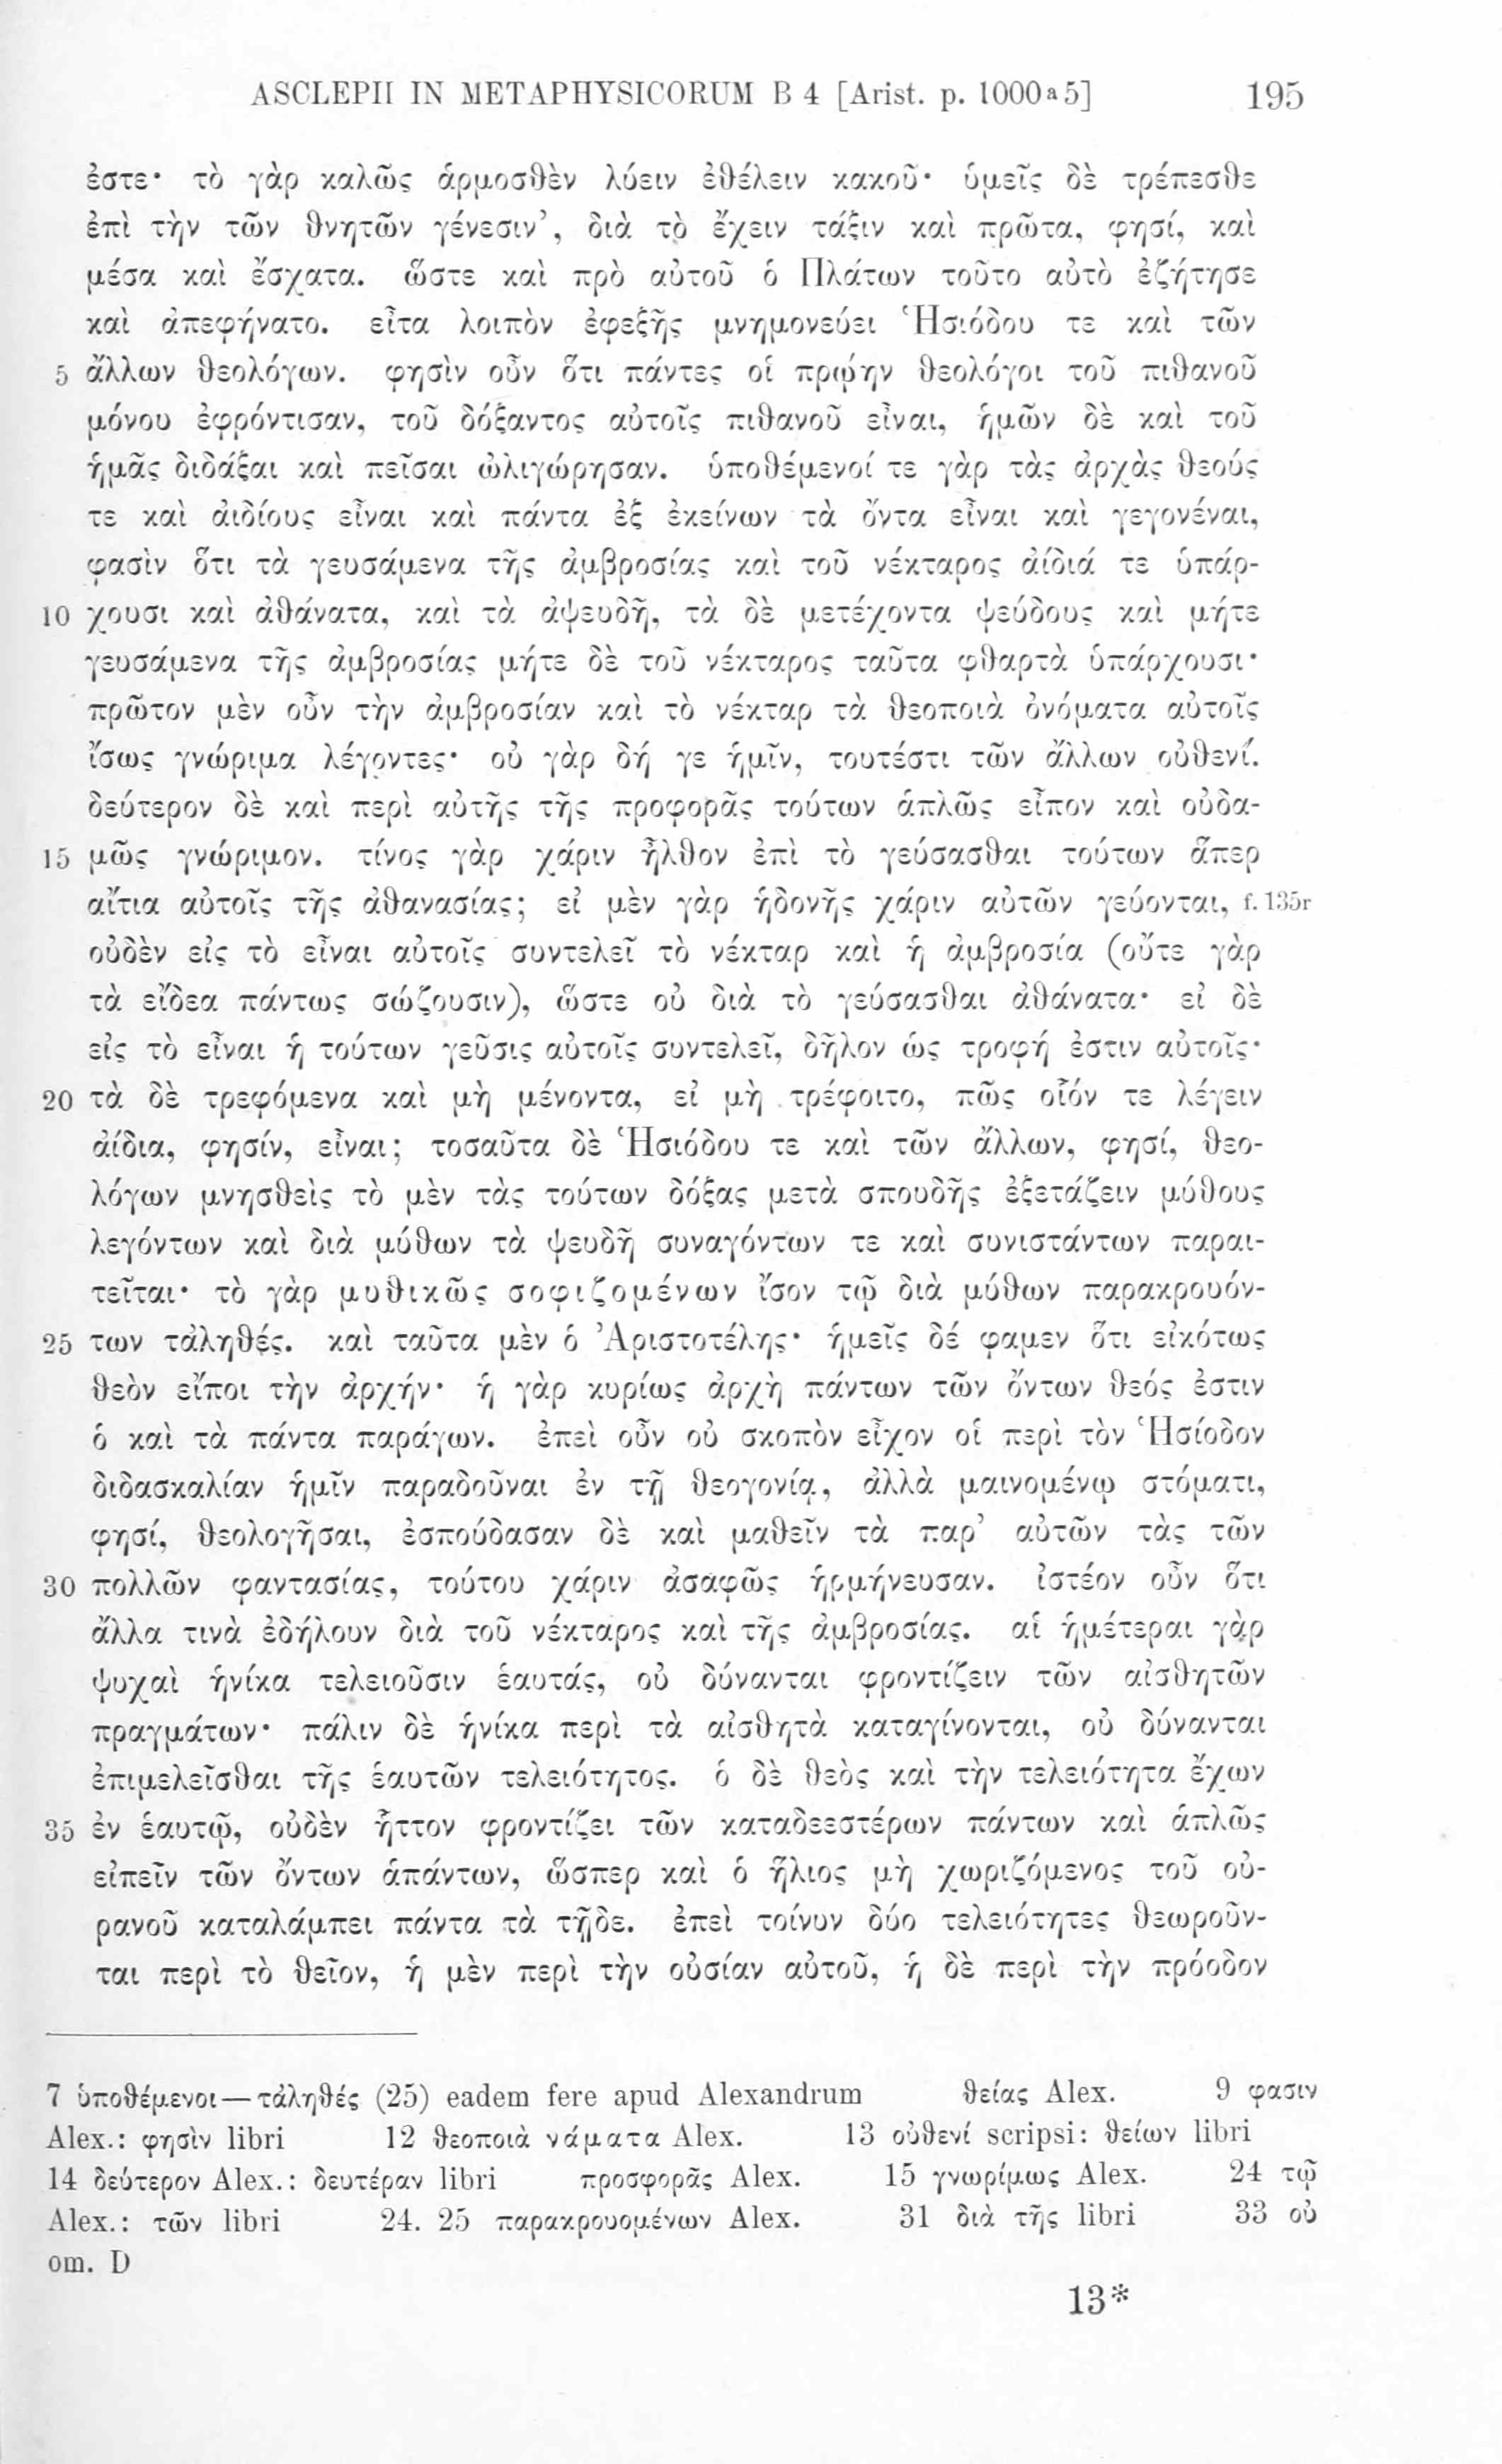 ASCLEPII IN METAPHYSICORUM B 4 [Arist. p. 1000ᵃ5] 195
ἐστε· τὸ γὰρ καλῶς ἁρμοσθὲν λύειν ἐθέλειν κακοῦ· ὑμεῖς δὲ τρέπεσθε
ἐπὶ τὴν τῶν θνητῶν γένεσιν’, διὰ τὸ ἔχειν τάξιν καὶ πρῶτα, φησί, καὶ
μέσα καὶ ἔσχατα. ὥστε καὶ πρὸ αὐτοῦ ὁ Πλάτων τοῦτο αὐτὸ ἐζήτησε
καὶ ἀπεφήνατο. εἶτα λοιπὸν ἐφεξῆς μνημονεύει Ἡσιόδου τε καὶ τῶν
5 ἄλλων θεολόγων. φησὶν οὖν ὅτι πάντες οἱ πρῴην θεολόγοι τοῦ πιθανοῦ
μόνου ἐφρόντισαν, τοῦ δόξαντος αὐτοῖς πιθανοῦ εἶναι, ἡμῶν δὲ καὶ τοῦ
ἡμᾶς διδάξαι καὶ πεῖσαι ὠλιγώρησαν. ὑποθέμενοί τε γὰρ τὰς ἀρχὰς θεούς
τε καὶ ἀιδίους εἶναι καὶ πάντα ἐξ ἐκείνων τὰ ὄντα εἶναι καὶ γεγονέναι,
φασὶν ὅτι τὰ γευσάμενα τῆς ἀμβροσίας καὶ τοῦ νέκταρος ἀίδιά τε ὑπάρ-
10 χουσι καὶ ἀθάνατα, καὶ τὰ ἀψευδῆ, τὰ δὲ μετέχοντα ψεύδους καὶ μήτε
γευσάμενα τῆς ἀμβροσίας μήτε δὲ τοῦ νέκταρος ταῦτα φθαρτὰ ὑπάρχουσι·
πρῶτον μὲν οὖν τὴν ἀμβροσίαν καὶ τὸ νέκταρ τὰ θεοποιὰ ὀνόματα αὐτοῖς
ἴσως γνώριμα λέγοντες· οὐ γὰρ δή γε ἡμῖν, τουτέστι τῶν ἄλλων οὐθενί.
δεύτερον δὲ καὶ περὶ αὐτῆς τῆς προφορᾶς τούτων ἁπλῶς εἶπον καὶ οὐδα-
15 μῶς γνώριμον. τίνος γὰρ χάριν ἦλθον ἐπὶ τὸ γεύσασθαι τούτων ἅπερ
αἴτια αὐτοῖς τῆς ἀθανασίας; εἰ μὲν γὰρ ἡδονῆς χάριν αὐτῶν γεύονται, f. 135r
οὐδὲν εἰς τὸ εἶναι αὐτοῖς συντελεῖ τὸ νέκταρ καὶ ἡ ἀμβροσία (οὔτε γὰρ
τὰ εἴδεα πάντως σώζουσιν), ὥστε οὐ διὰ τὸ γεύσασθαι ἀθάνατα· εἰ δὲ
εἰς τὸ εἶναι ἡ τούτων γεῦσις αὐτοῖς συντελεῖ, δῆλον ὡς τροφή ἐστιν αὐτοῖς·
20 τὰ δὲ τρεφόμενα καὶ μὴ μένοντα, εἰ μὴ τρέφοιτο, πῶς οἷόν τε λέγειν
ἀίδια, φησίν, εἶναι; τοσαῦτα δὲ Ἡσιόδου τε καὶ τῶν ἄλλων, φησί, θεο-
λόγων μνησθεὶς τὸ μὲν τὰς τούτων δόξας μετὰ σπουδῆς ἐξετάζειν μύθους
λεγόντων καὶ διὰ μύθων τὰ ψευδῆ συναγόντων τε καὶ συνιστάντων παραι-
τεῖται· τὸ γὰρ μυθικῶς σοφιζομένων ἴσον τῷ διὰ μύθων παρακρουόν-
25 των τἀληθές. καὶ ταῦτα μὲν ὁ Ἀριστοτέλης· ἡμεῖς δέ φαμεν ὅτι εἰκότως
θεὸν εἴποι τὴν ἀρχήν· ἡ γὰρ κυρίως ἀρχὴ πάντων τῶν ὄντων θεός ἐστιν
ὁ καὶ τὰ πάντα παράγων. ἐπεὶ οὖν οὐ σκοπὸν εἶχον οἱ περὶ τὸν Ἡσίοδον
διδασκαλίαν ἡμῖν παραδοῦναι ἐν τῇ θεογονίᾳ, ἀλλὰ μαινομένῳ στόματι,
φησί, θεολογῆσαι, ἐσπούδασαν δὲ καὶ μαθεῖν τὰ παρ’ αὐτῶν τὰς τῶν
30 πολλῶν φαντασίας, τούτου χάριν ἀσαφῶς ἡρμήνευσαν. ἰστέον οὖν ὅτι
ἄλλα τινὰ ἐδήλουν διὰ τοῦ νέκταρος καὶ τῆς ἀμβροσίας. αἱ ἡμέτεραι γὰρ
ψυχαὶ ἡνίκα τελειοῦσιν ἑαυτάς, οὐ δύνανται φροντίζειν τῶν αἰσθητῶν
πραγμάτων· πάλιν δὲ ἡνίκα περὶ τὰ αἰσθητὰ καταγίνονται, οὐ δύνανται
ἐπιμελεῖσθαι τῆς ἑαυτῶν τελειότητος. ὁ δὲ θεὸς καὶ τὴν τελειότητα ἔχων
35 ἐν ἑαυτῷ, οὐδὲν ἧττον φροντίζει τῶν καταδεεστέρων πάντων καὶ ἁπλῶς
εἰπεῖν τῶν ὄντων ἁπάντων, ὥσπερ καὶ ὁ ἥλιος μὴ χωριζόμενος τοῦ οὐ-
ρανοῦ καταλάμπει πάντα τὰ τῇδε. ἐπεὶ τοίνυν δύο τελειότητες θεωροῦν-
ται περὶ τὸ θεῖον, ἡ μὲν περὶ τὴν οὐσίαν αὐτοῦ, ἡ δὲ περὶ τὴν πρόοδον
7 ὑποθέμενοι—τἀληθές (25) eadem fere apud Alexandrum θείας Alex. 9 φασιν
Alex.: φησὶν libri 12 θεοποιὰ νάματα Alex. 13 οὐθενί scripsi: θείων libri
14 δεύτερον Alex.: δευτέραν libri προσφορᾶς Alex. 15 γνωρίμως Alex. 24 τῷ
Alex.: τῶν libri 24. 25 παρακρουομένων Alex. 31 διὰ τῆς libri 33 οὐ
om. D
13*